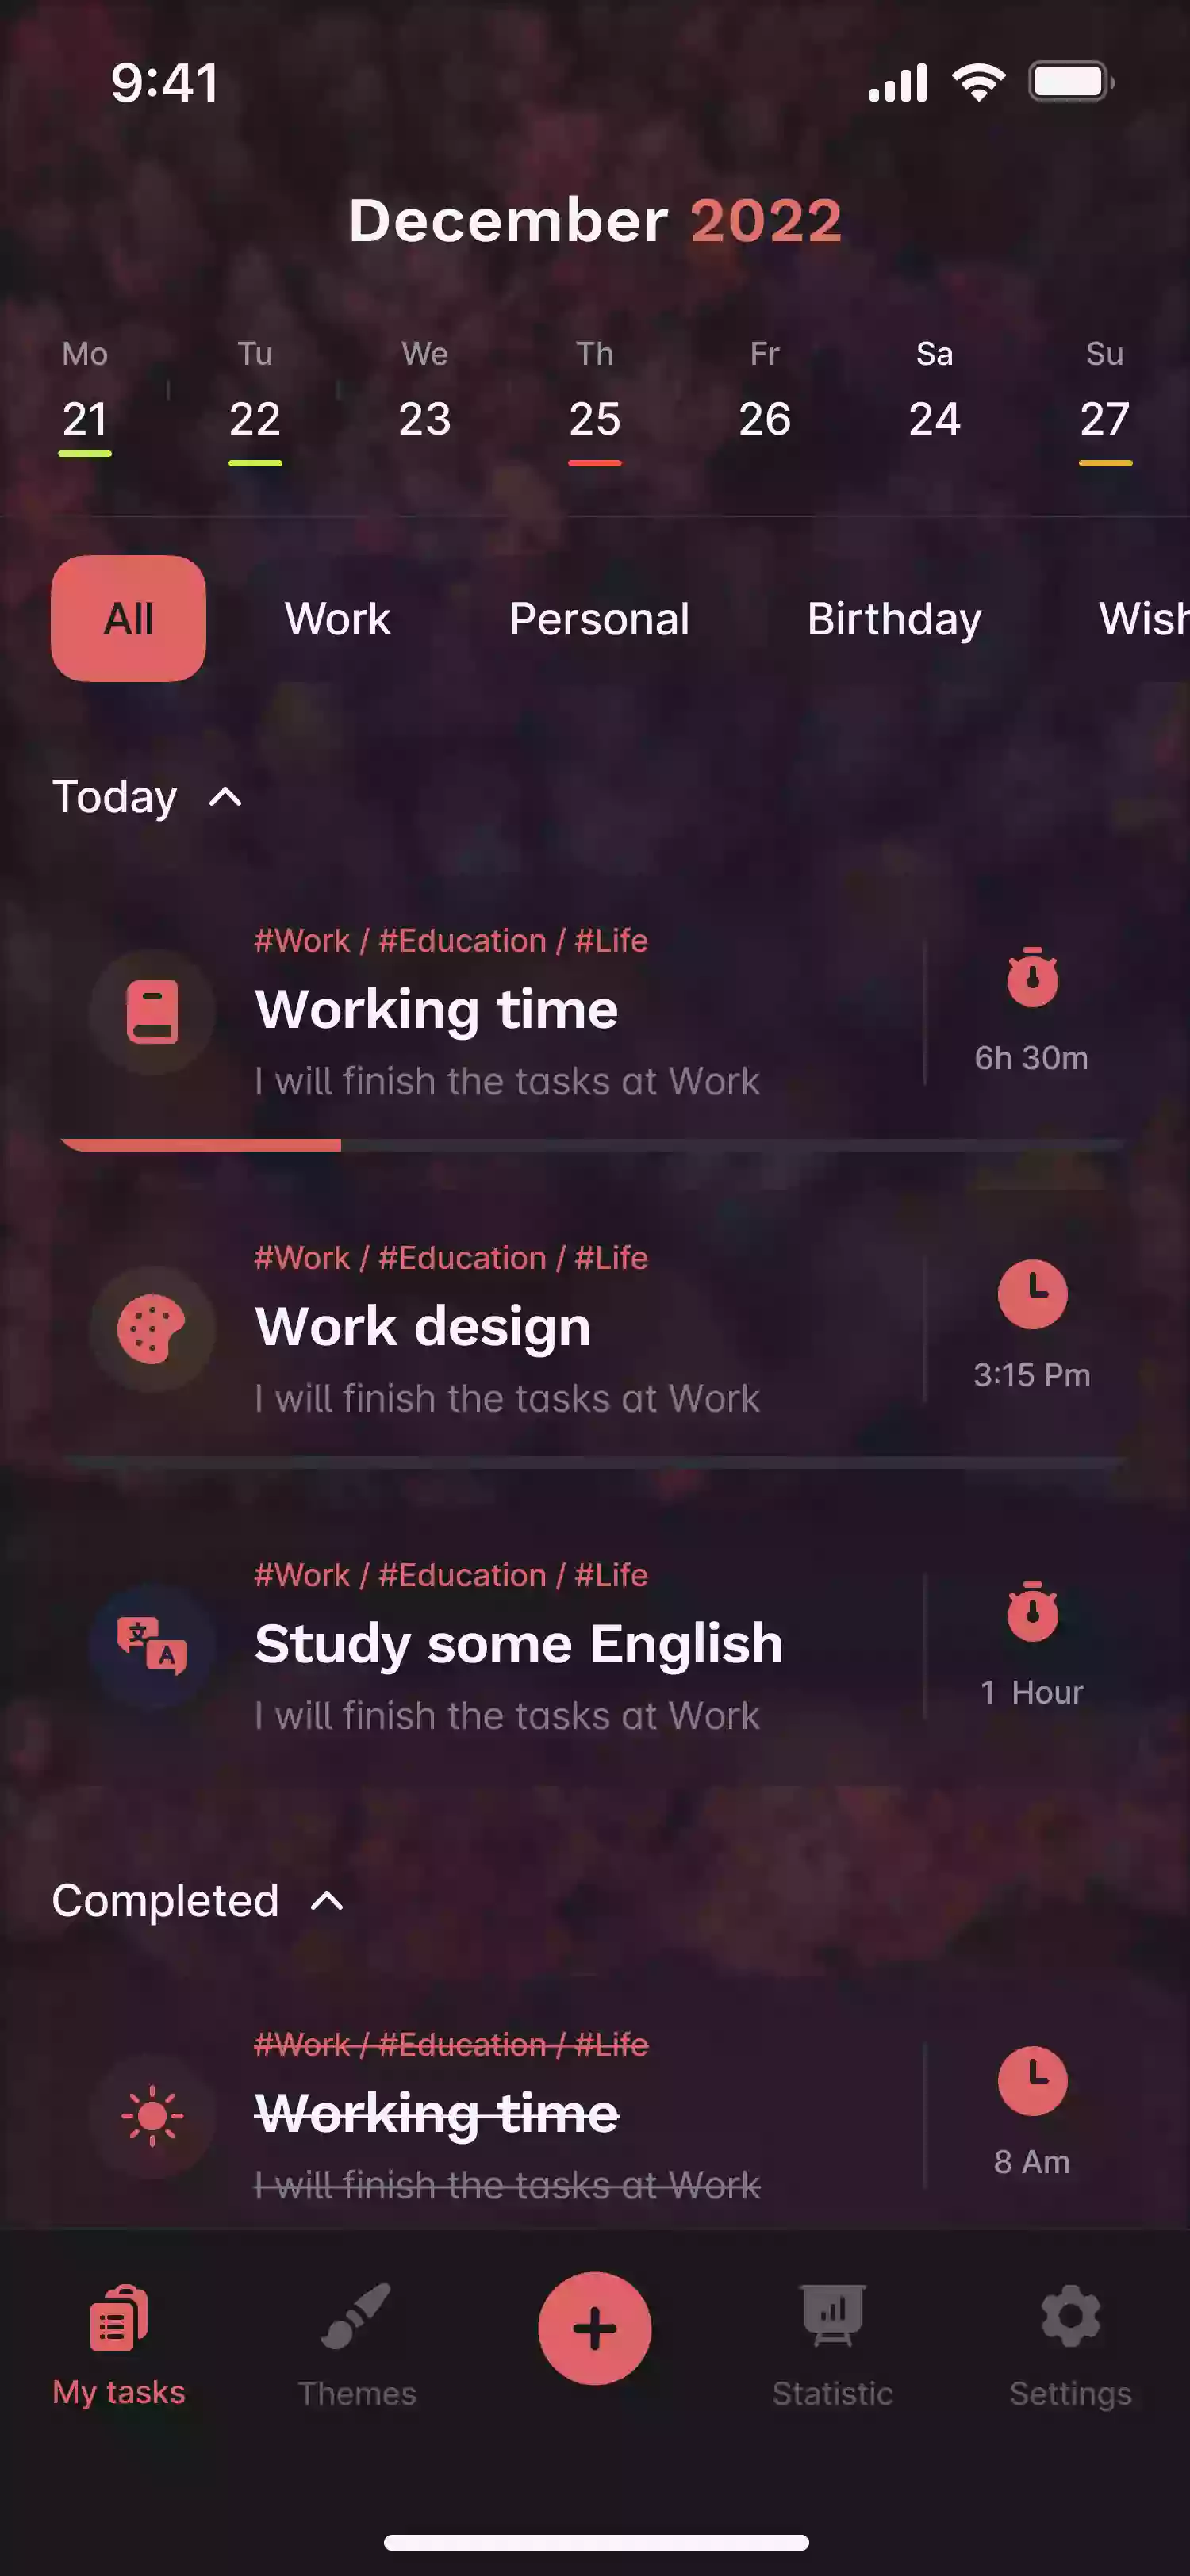 9:41
December 2022
Mo Tu We Th Fr Sa Su
21 22 23 25 26 24 27
All Work Personal Birthday Wish
Today
#Work / #Education / #Life
Working time
6h 30m
I will finish the tasks at Work
#Work / #Education / #Life
Work design
3:15 Pm
I will finish the tasks at Work
文
A
#Work / #Education / #Life
Study some English
1 Hour
I will finish the tasks at Work
Completed
#Work / #Education / #Life
Working time
8 Am
I will finish the tasks at Work
My tasks Themes Statistic Settings